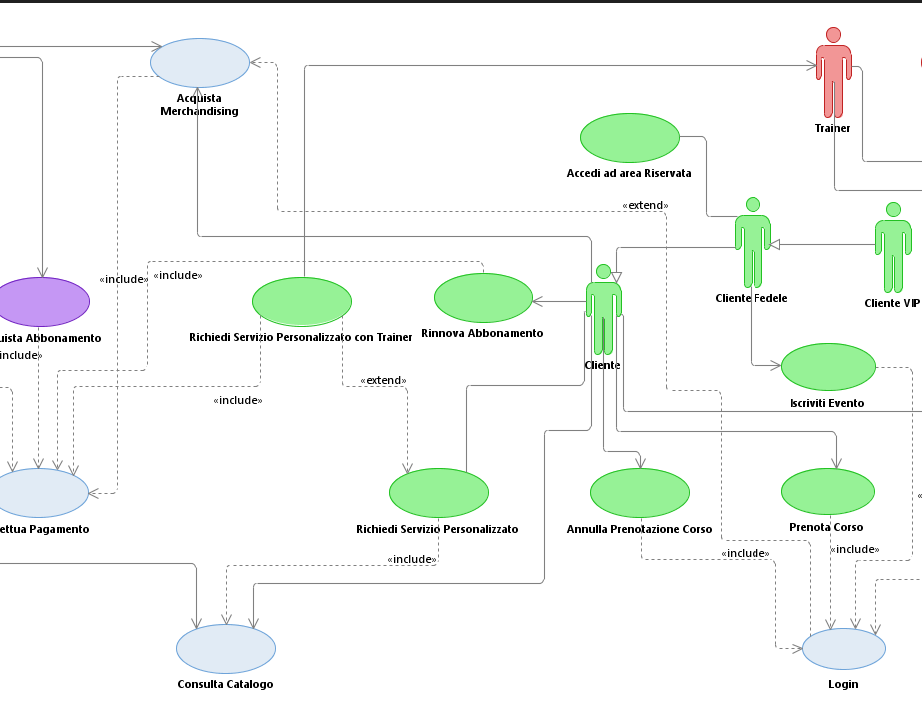 Acquista
Merchandising
Trainer
Accedi ad area Riservata
«extend»
«include»
«include»
Cliente Fedele
Cliente VIP
uista Abbonamento
include»
Richiedi Servizio Personalizzato con Trainer
Rinnova Abbonamento
Cliente
«extend»
«include»
Iscriviti Evento
ettua Pagamento
Richiedi Servizio Personalizzato
Annulla Prenotazione Corso
Prenota Corso
«include»
«include»
«include»
Consulta Catalogo
Login